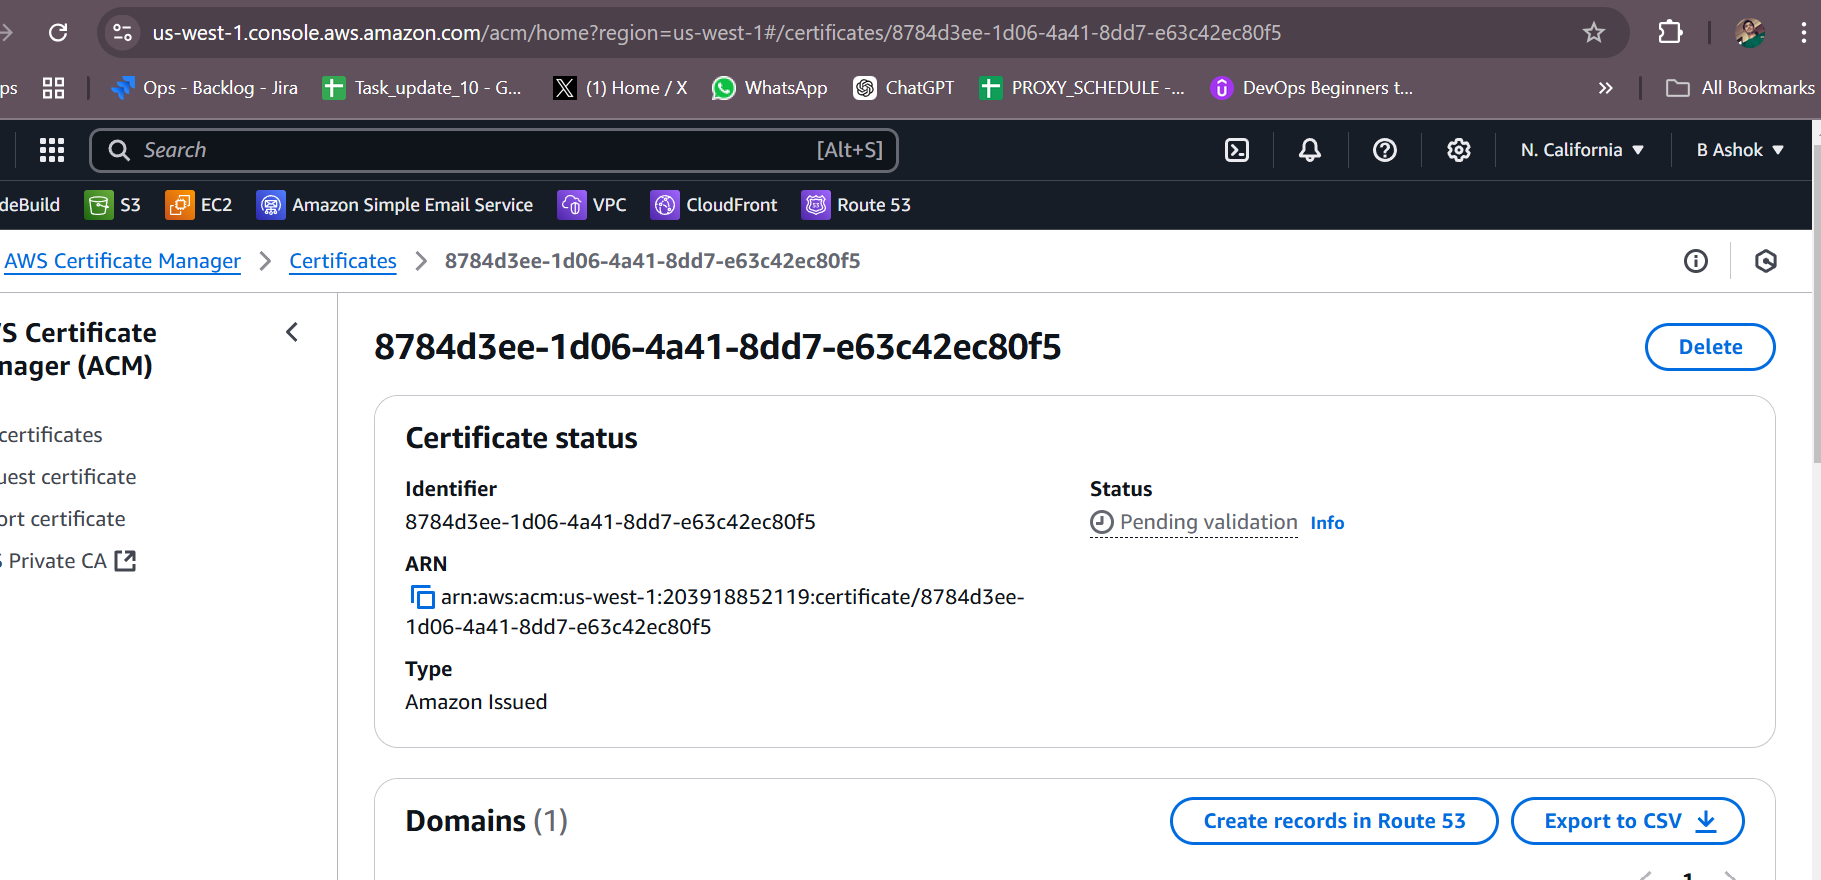 us-west-1.console.aws.amazon.com/acm/home?region=us-west-1#/certificates/8784d3ee-1d06-4a41-8dd7-e63c42ec80f5
ps Ops - Backlog - Jira Task_update_10 - G... (1) Home / X WhatsApp ChatGPT PROXY_SCHEDULE -... DevOps Beginners t... » All Bookmarks
Search [Alt+S] N. California B Ashok
deBuild S3 EC2 Amazon Simple Email Service VPC CloudFront Route 53
AWS Certificate Manager > Certificates > 8784d3ee-1d06-4a41-8dd7-e63c42ec80f5
'S Certificate
nager (ACM)
certificates
uest certificate
ort certificate
S Private CA
8784d3ee-1d06-4a41-8dd7-e63c42ec80f5
Delete
Certificate status
Identifier
8784d3ee-1d06-4a41-8dd7-e63c42ec80f5
Status
Pending validation Info
ARN
arn:aws:acm:us-west-1:203918852119:certificate/8784d3ee-
1d06-4a41-8dd7-e63c42ec80f5
Type
Amazon Issued
Domains (1)
Create records in Route 53
Export to CSV
1